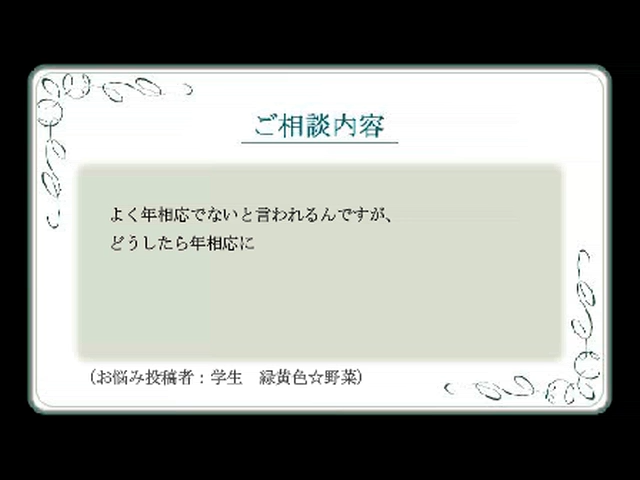 ご相談内容
よく年相応でないと言われるんですが、
どうしたら年相応に
(お悩み投稿者：学生　緑黄色☆野菜)